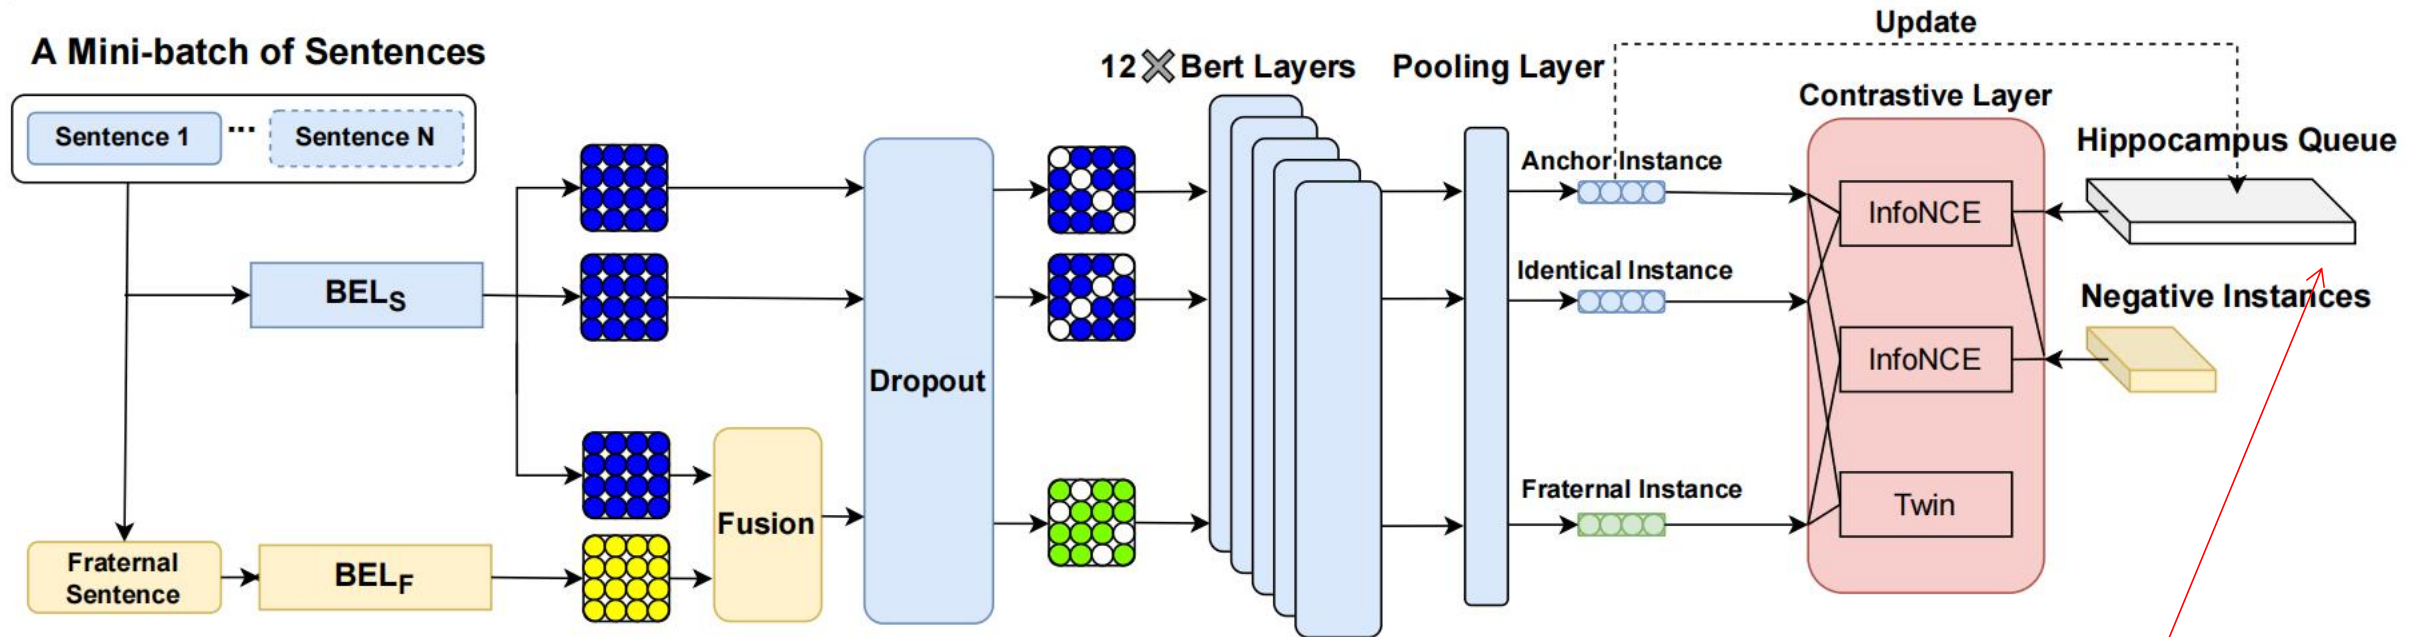 Update
A Mini-batch of Sentences
12 Bert Layers
Pooling Layer
Contrastive Layer
Sentence 1
...
Sentence N
Hippocampus Queue
Anchor Instance
InfoNCE
Identical Instance
BELS
Negative Instances
InfoNCE
Dropout
Fraternal Instance
Twin
Fusion
Fraternal
Sentence
BELF